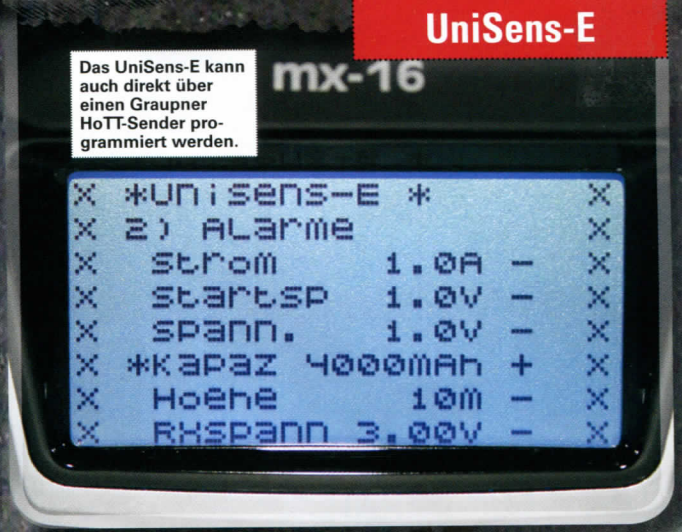 UniSens-E
Das UniSens-E kann
auch direkt über
einen Graupner
HoTT-Sender pro-
grammiert werden.
mx-16
X *Unisens-E * X
X 2) ALarme X
X Strom 1.0A - X
X Startsp 1.0V - X
X Spann. 1.0V - X
X *Kapaz 4000mAh + X
X Hoehe 10m - X
X RXSpann 3.00V - X